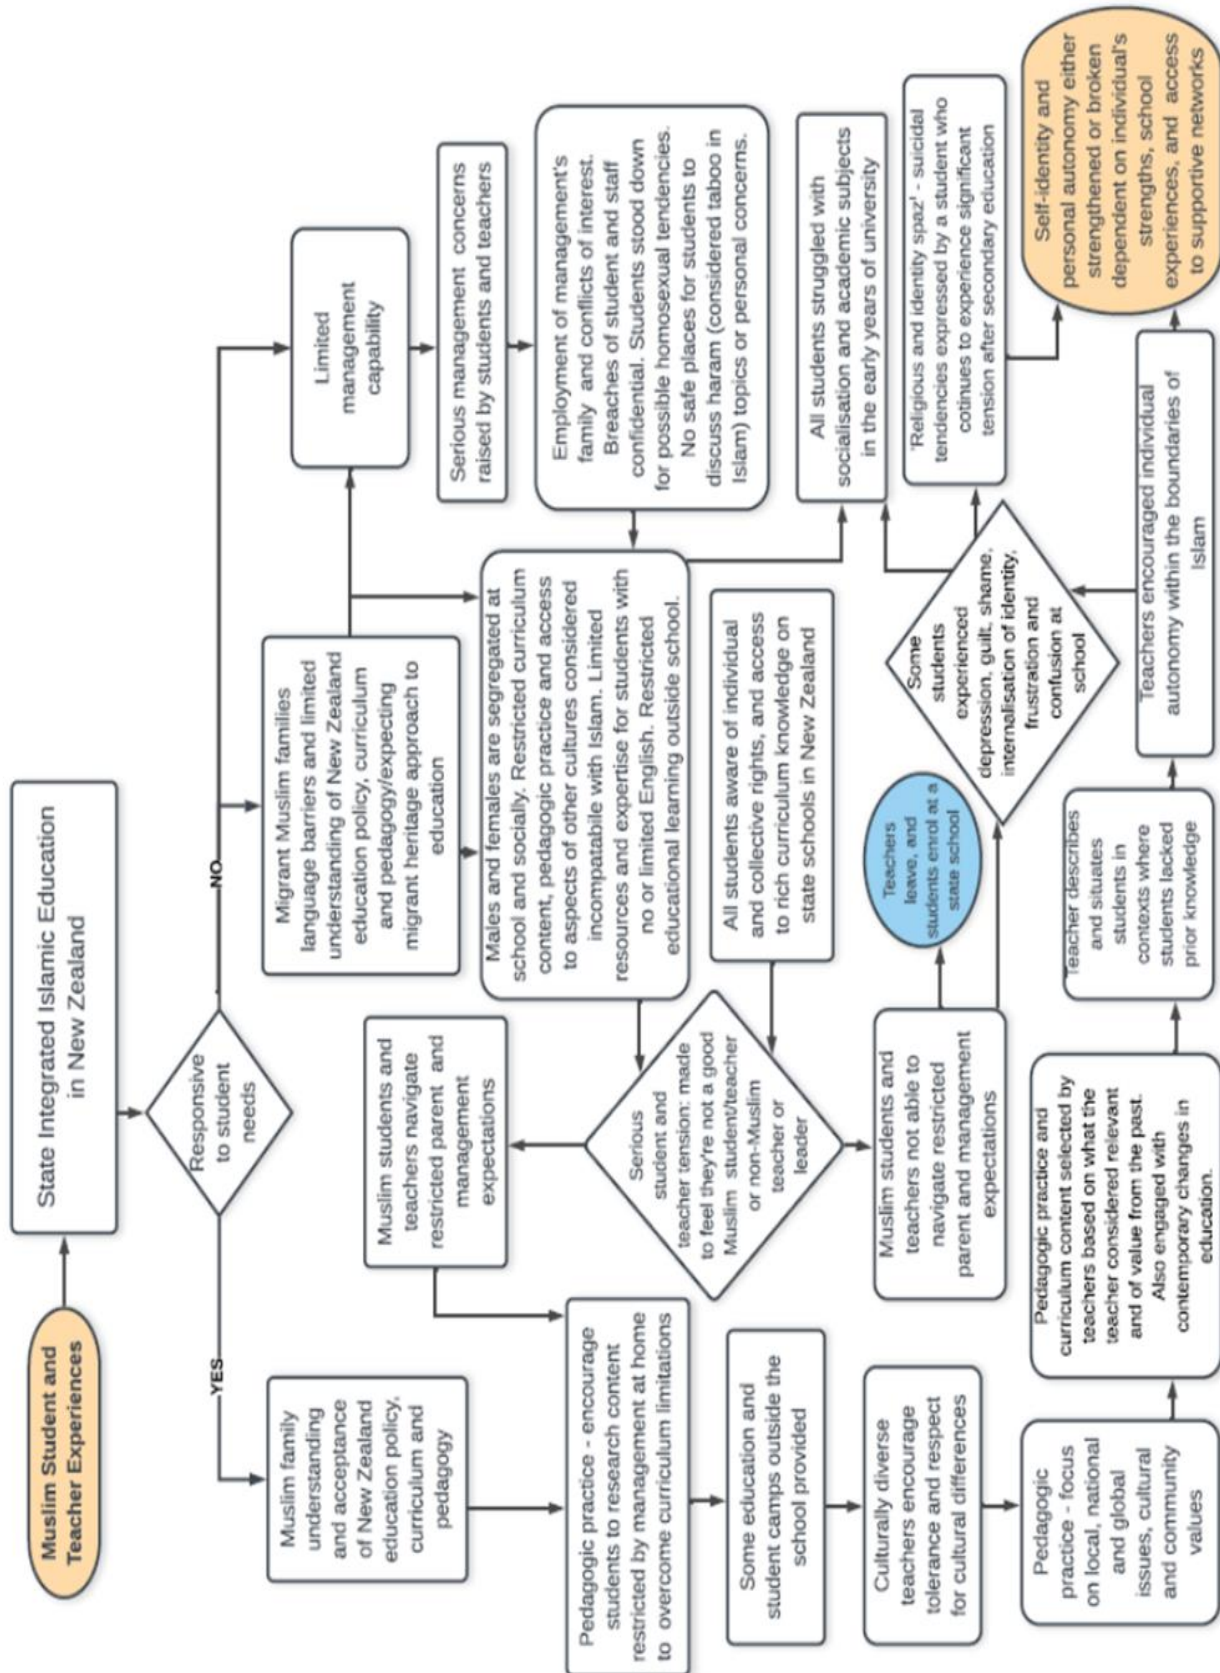 Muslim Student and
Teacher Experiences
State Integrated Islamic Education
in New Zealand
Responsive
to student
needs
YES
NO
Muslim family
understanding
and acceptance
of New Zealand
education policy,
curriculum and
pedagogy
Migrant Muslim families
language barriers and limited
understanding of New Zealand
education policy, curriculum
and pedagogy/expecting
migrant heritage approach to
education
Limited
management
capability
Serious management concerns
raised by students and teachers
Employment of management's
family and conflicts of interest.
Breaches of student and staff
confidential. Students stood down
for possible homosexual tendencies.
No safe places for students to
discuss haram (considered taboo in
Islam) topics or personal concerns.
Males and females are segregated at
school and socially. Restricted curriculum
content, pedagogic practice and access
to aspects of other cultures considered
incompatabile with Islam. Limited
resources and expertise for students with
no or limited English. Restricted
educational learning outside school.
Muslim students and
teachers navigate
restricted parent and
management
expectations
Serious
student and
teacher tension: made
to feel they're not a good
Muslim student/teacher
or non-Muslim
teacher or
leader
All students aware of individual
and collective rights, and access
to rich curriculum knowledge on
state schools in New Zealand
All students struggled with
socialisation and academic subjects
in the early years of university
Pedagogic practice - encourage
students to research content
restricted by management at home
to overcome curriculum limitations
Some education and
student camps outside the
school provided
Culturally diverse
teachers encourage
tolerance and respect
for cultural differences
Muslim students and
teachers not able to
navigate restricted
parent and management
expectations
Teachers
leave, and
students enrol at a
state school
Some
students
experienced
depression, guilt, shame,
internalisation of identity,
frustration and
confusion at
school
'Religious and identity spaz' - suicidal
tendencies expressed by a student who
cotinues to experience significant
tension after secondary education
Pedagogic
practice - focus
on local, national
and global
issues, cultural
and community
values
Pedagogic practice and
curriculum content selected by
teachers based on what the
teacher considered relevant
and of value from the past.
Also engaged with
contemporary changes in
education.
Teacher describes
and situates
students in
contexts where
students lacked
prior knowledge
Teachers encouraged individual
autonomy within the boundaries of
Islam
Self-identity and
personal autonomy either
strengthened or broken
dependent on individual's
strengths, school
experiences, and access
to supportive networks